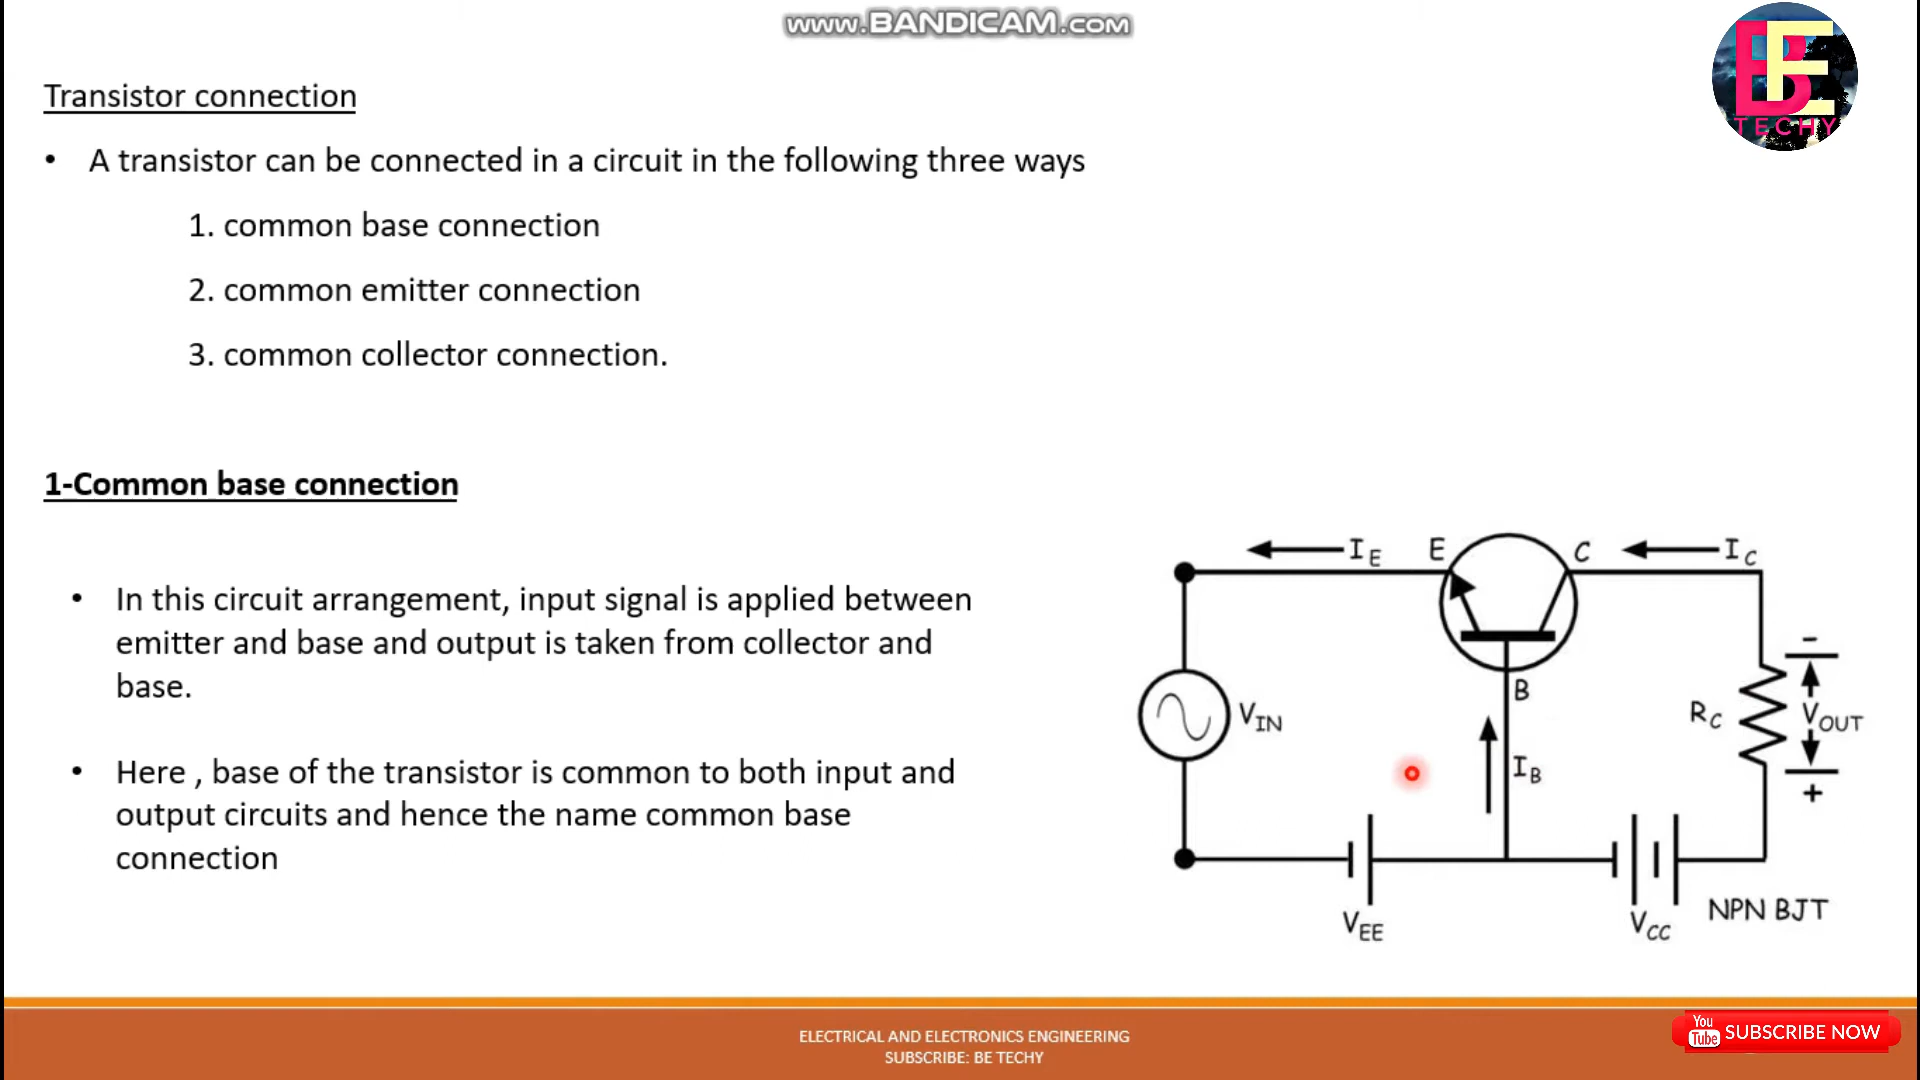 www.BANDICAM.com
BE
TECHY
Transistor connection
• A transistor can be connected in a circuit in the following three ways
1. common base connection
2. common emitter connection
3. common collector connection.
1-Common base connection
• In this circuit arrangement, input signal is applied between
emitter and base and output is taken from collector and
base.
• Here , base of the transistor is common to both input and
output circuits and hence the name common base
connection
IE
E
C
IC
B
VIN
RC
-
VOUT
+
IB
VEE
VCC
NPN BJT
ELECTRICAL AND ELECTRONICS ENGINEERING
SUBSCRIBE: BE TECHY
You
Tube
SUBSCRIBE NOW